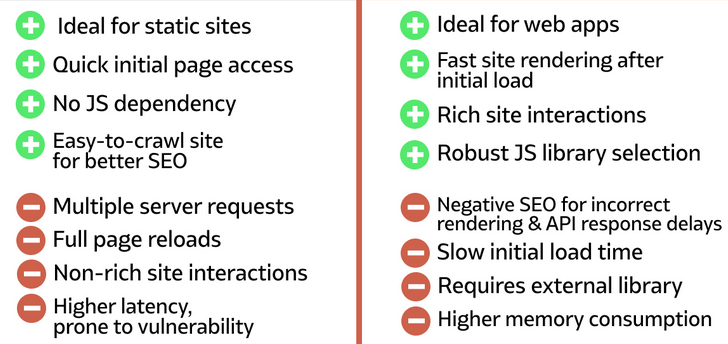 Ideal for static sites
Quick initial page access
No JS dependency
Easy-to-crawl site
for better SEO
Multiple server requests
Full page reloads
Non-rich site interactions
Higher latency,
prone to vulnerability
Ideal for web apps
Fast site rendering after
initial load
Rich site interactions
Robust JS library selection
Negative SEO for incorrect
rendering & API response delays
Slow initial load time
Requires external library
Higher memory consumption